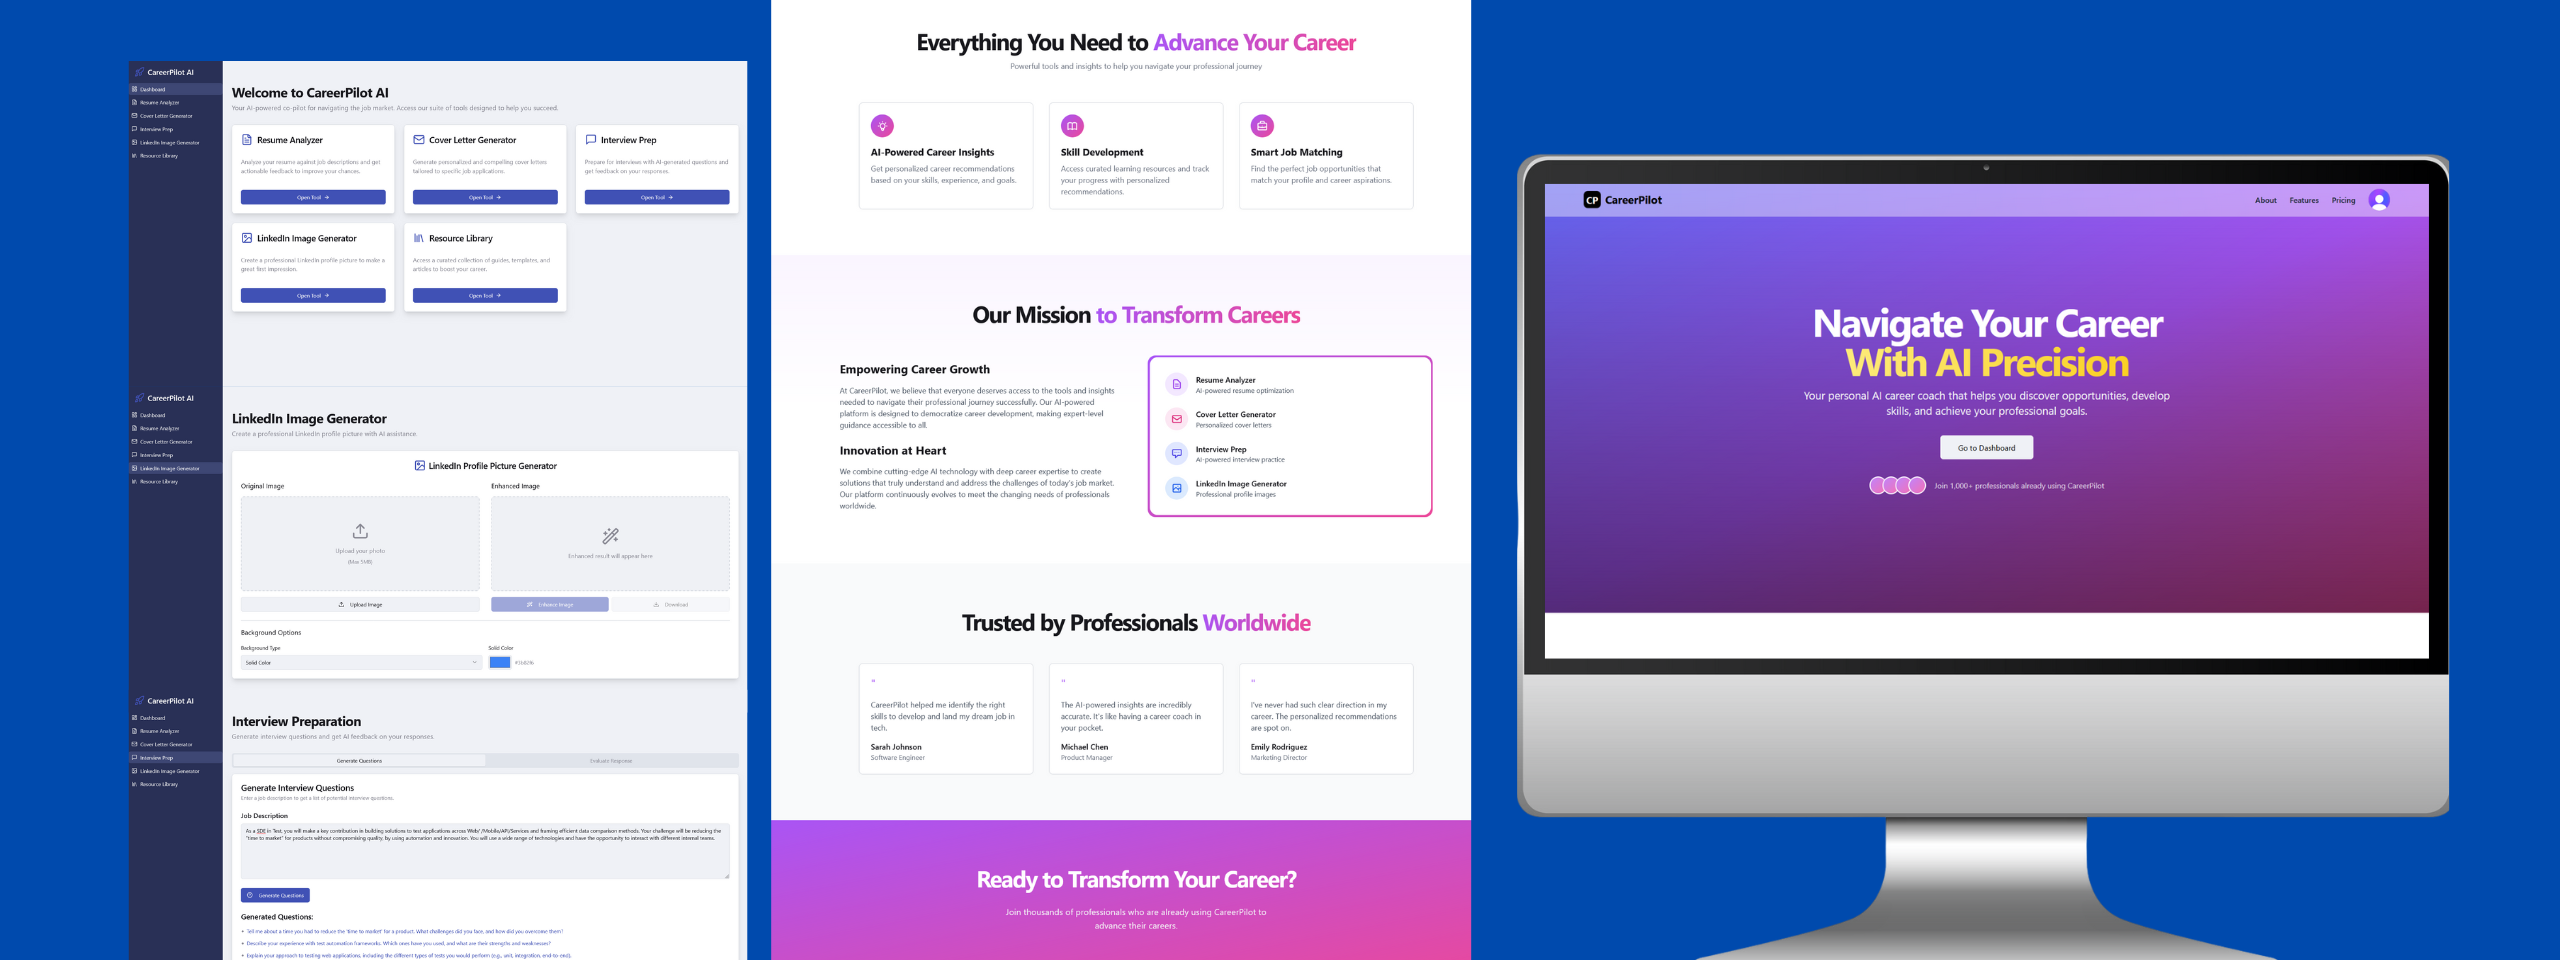 CareerPilot AI
Dashboard
Resume Analyzer
Cover Letter Generator
Interview Prep
LinkedIn Image Generator
Resource Library
Welcome to CareerPilot AI
Your AI-powered co-pilot for navigating the job market. Access our suite of tools designed to help you succeed.
Resume Analyzer
Analyze your resume against job descriptions and get
actionable feedback to improve your chances.
Open Tool
Cover Letter Generator
Generate personalized and compelling cover letters
tailored to specific job applications.
Open Tool
Interview Prep
Prepare for interviews with AI-generated questions and
get feedback on your responses.
Open Tool
LinkedIn Image Generator
Create a professional LinkedIn profile picture to make a
great first impression.
Open Tool
Resource Library
Access a curated collection of guides, templates, and
articles to boost your career.
Open Tool
CareerPilot AI
Dashboard
Resume Analyzer
Cover Letter Generator
Interview Prep
LinkedIn Image Generator
Resource Library
LinkedIn Image Generator
Create a professional LinkedIn profile picture with AI assistance.
LinkedIn Profile Picture Generator
Original Image
Enhanced Image
Upload your photo
(Max 5MB)
Enhanced result will appear here
Upload Image
Enhance Image
Download
Background Options
Background Type
Solid Color
Solid Color
#3b82f6
CareerPilot AI
Dashboard
Resume Analyzer
Cover Letter Generator
Interview Prep
LinkedIn Image Generator
Resource Library
Interview Preparation
Generate interview questions and get AI feedback on your responses.
Generate Questions
Evaluate Response
Generate Interview Questions
Enter a job description to get a list of potential interview questions.
Job Description
As a SDE in Test, you will make a key contribution in building solutions to test applications across Web/ /Mobile/API/Services and framing efficient data comparison methods. Your challenge will be reducing the
"time to market" for products without compromising quality, by using automation and innovation. You will use a wide range of technologies and have the opportunity to interact with different internal teams.
Generate Questions
Generated Questions:
• Tell me about a time you had to reduce the 'time to market' for a product. What challenges did you face, and how did you overcome them?
• Describe your experience with test automation frameworks. Which ones have you used, and what are their strengths and weaknesses?
• Explain your approach to testing web applications, including the different types of tests you would perform (e.g., unit, integration, end-to-end).
Everything You Need to Advance Your Career
Powerful tools and insights to help you navigate your professional journey
AI-Powered Career Insights
Get personalized career recommendations
based on your skills, experience, and goals.
Skill Development
Access curated learning resources and track
your progress with personalized
recommendations.
Smart Job Matching
Find the perfect job opportunities that
match your profile and career aspirations.
Our Mission to Transform Careers
Empowering Career Growth
At CareerPilot, we believe that everyone deserves access to the tools and insights
needed to navigate their professional journey successfully. Our AI-powered
platform is designed to democratize career development, making expert-level
guidance accessible to all.
Innovation at Heart
We combine cutting-edge AI technology with deep career expertise to create
solutions that truly understand and address the challenges of today's job market.
Our platform continuously evolves to meet the changing needs of professionals
worldwide.
Resume Analyzer
AI-powered resume optimization
Cover Letter Generator
Personalized cover letters
Interview Prep
AI-powered interview practice
LinkedIn Image Generator
Professional profile images
Trusted by Professionals Worldwide
"
CareerPilot helped me identify the right
skills to develop and land my dream job in
tech.
Sarah Johnson
Software Engineer
"
The AI-powered insights are incredibly
accurate. It's like having a career coach in
your pocket.
Michael Chen
Product Manager
"
I've never had such clear direction in my
career. The personalized recommendations
are spot on.
Emily Rodriguez
Marketing Director
Ready to Transform Your Career?
Join thousands of professionals who are already using CareerPilot to
advance their careers.
CP CareerPilot
About
Features
Pricing
Navigate Your Career
With AI Precision
Your personal AI career coach that helps you discover opportunities, develop
skills, and achieve your professional goals.
Go to Dashboard
Join 1,000+ professionals already using CareerPilot